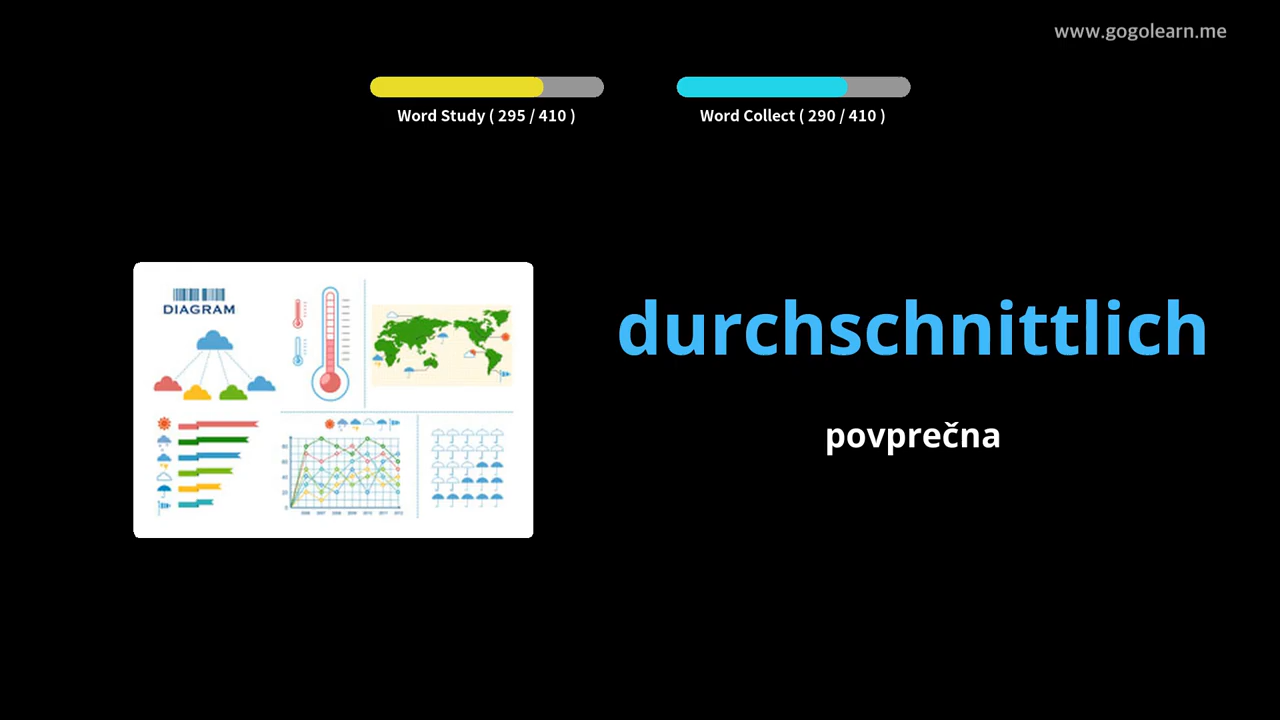 www.gogolearn.me
Word Study ( 295 / 410 )
Word Collect ( 290 / 410 )
DIAGRAM
durchschnittlich
povprečna